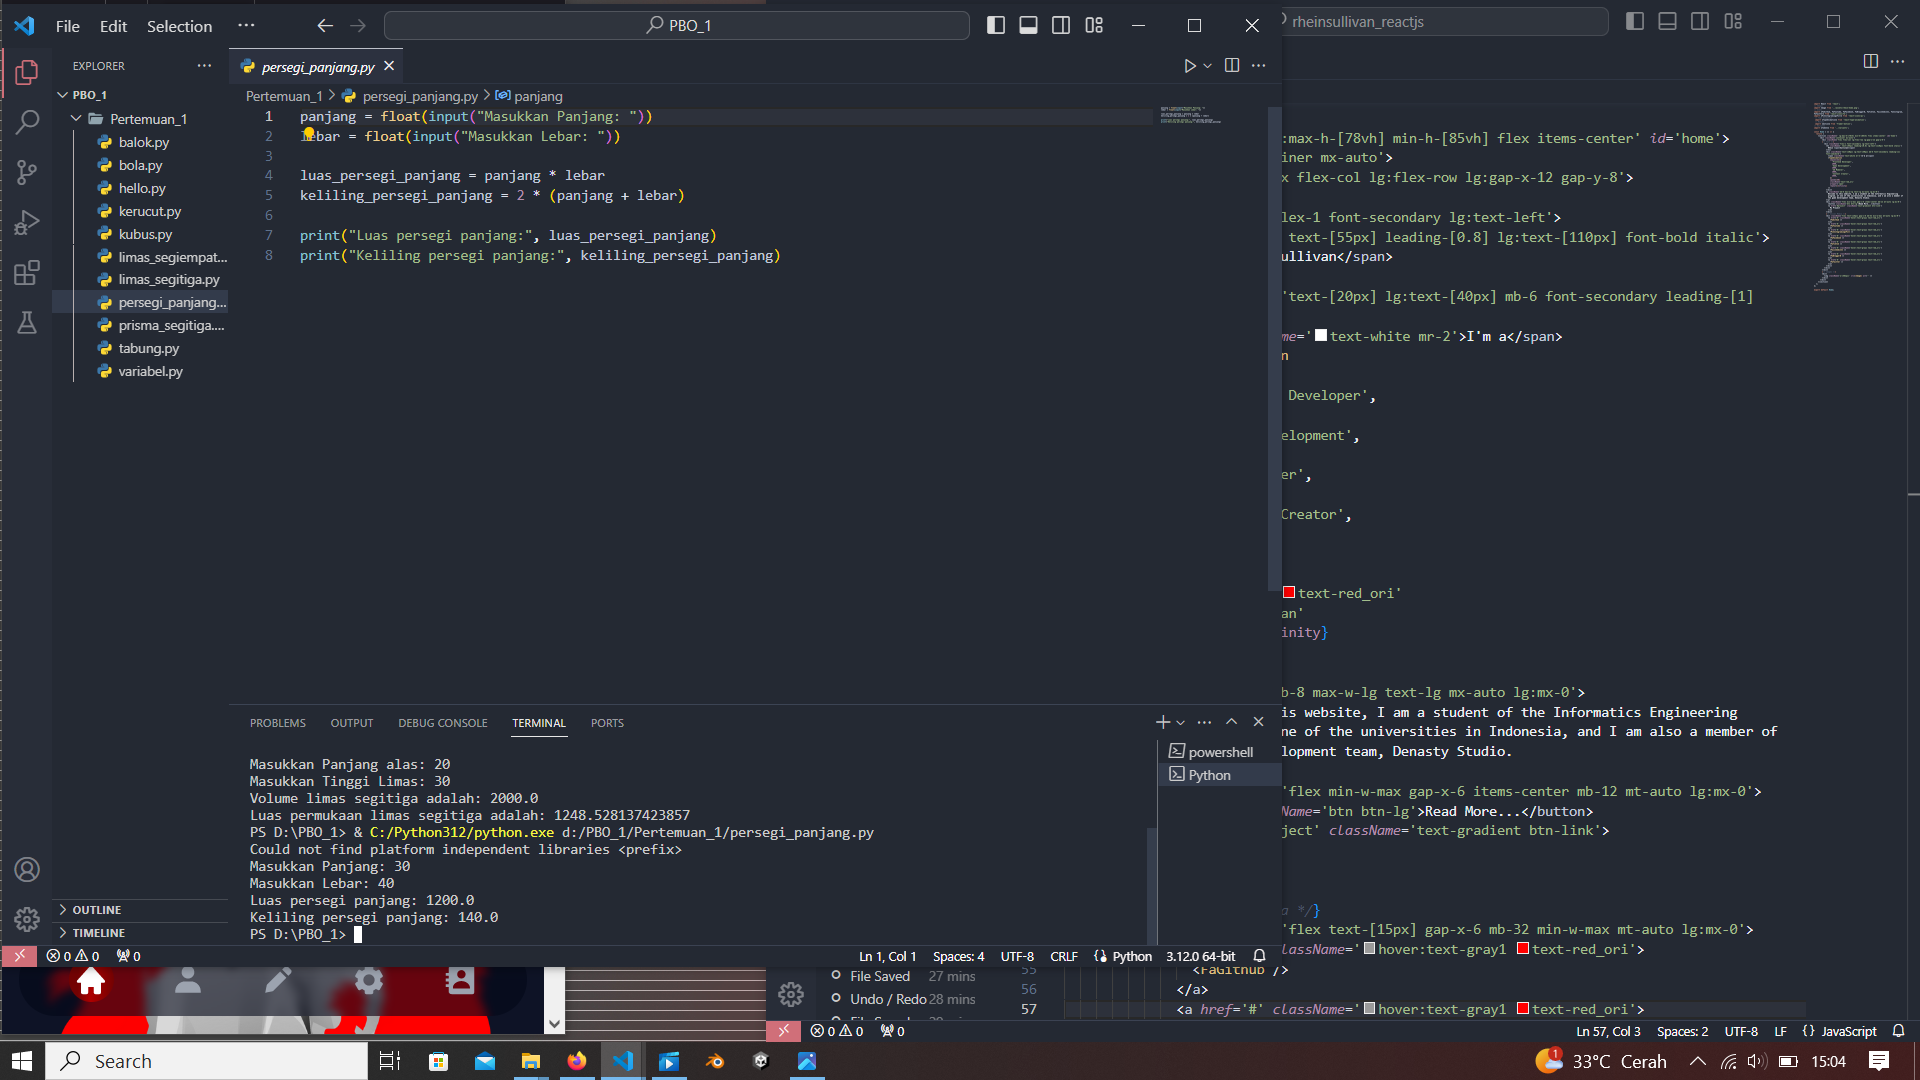 File Edit Selection ···
PBO_1
rheinsullivan_reactjs
EXPLORER
PBO_1
Pertemuan_1
balok.py
bola.py
hello.py
kerucut.py
kubus.py
limas_segiempat...
limas_segitiga.py
persegi_panjang...
prisma_segitiga....
tabung.py
variabel.py
OUTLINE
TIMELINE
persegi_panjang.py
Pertemuan_1 > persegi_panjang.py > panjang
1 panjang = float(input("Masukkan Panjang: "))
2 lebar = float(input("Masukkan Lebar: "))
3
4 luas_persegi_panjang = panjang * lebar
5 keliling_persegi_panjang = 2 * (panjang + lebar)
6
7 print("Luas persegi panjang:", luas_persegi_panjang)
8 print("Keliling persegi panjang:", keliling_persegi_panjang)
PROBLEMS OUTPUT DEBUG CONSOLE TERMINAL PORTS
powershell
Python
Masukkan Panjang alas: 20
Masukkan Tinggi Limas: 30
Volume limas segitiga adalah: 2000.0
Luas permukaan limas segitiga adalah: 1248.528137423857
PS D:\PBO_1> & C:/Python312/python.exe d:/PBO_1/Pertemuan_1/persegi_panjang.py
Could not find platform independent libraries <prefix>
Masukkan Panjang: 30
Masukkan Lebar: 40
Luas persegi panjang: 1200.0
Keliling persegi panjang: 140.0
PS D:\PBO_1>
0 0 0 Ln 1, Col 1 Spaces: 4 UTF-8 CRLF Python 3.12.0 64-bit
:max-h-[78vh] min-h-[85vh] flex items-center' id='home'>
iner mx-auto'>
x flex-col lg:flex-row lg:gap-x-12 gap-y-8'>
lex-1 font-secondary lg:text-left'>
text-[55px] leading-[0.8] lg:text-[110px] font-bold italic'>
ullivan</span>
'text-[20px] lg:text-[40px] mb-6 font-secondary leading-[1]
me='text-white mr-2'>I'm a</span>
n
Developer',
elopment',
er',
Creator',
text-red_ori'
an'
inity}
b-8 max-w-lg text-lg mx-auto lg:mx-0'>
is website, I am a student of the Informatics Engineering
ne of the universities in Indonesia, and I am also a member of
lopment team, Denasty Studio.
'flex min-w-max gap-x-6 items-center mb-12 mt-auto lg:mx-0'>
Name='btn btn-lg'>Read More...</button>
ject' className='text-gradient btn-link'>
a */}
'flex text-[15px] gap-x-6 mb-32 min-w-max mt-auto lg:mx-0'>
lassName='hover:text-gray1 text-red_ori'>
55 <FaGithub />
56 </a>
57 <a href='#' className='hover:text-gray1 text-red_ori'>
File Saved 27 mins
Undo / Redo 28 mins
0 0 0 Ln 57, Col 3 Spaces: 2 UTF-8 LF {} JavaScript
Search
1 33°C Cerah 15:04